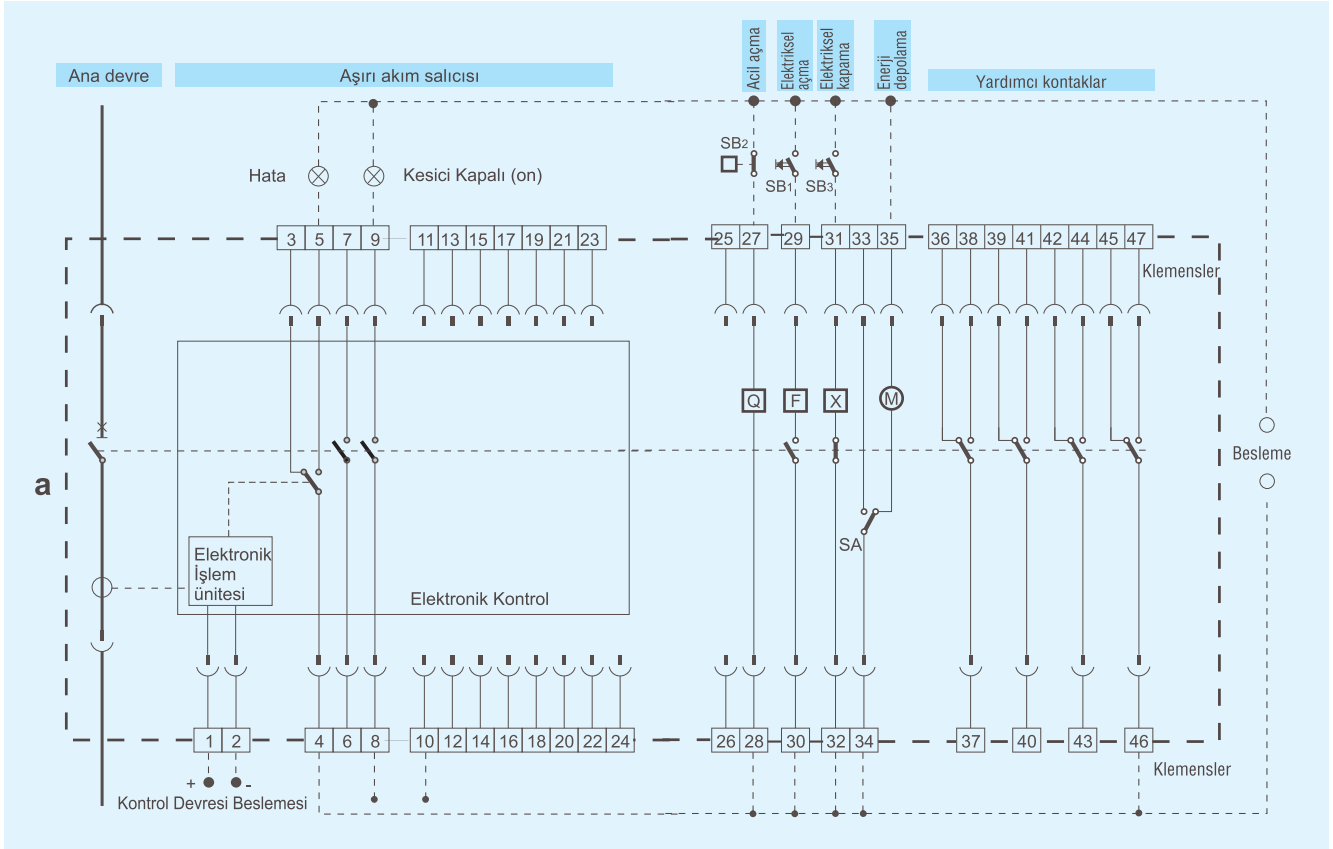 Ana devre
Aşırı akım salıcısı
Acil açma
Elektriksel
açma
Elektriksel
kapama
Enerji
depolama
Yardımcı kontaklar
Hata
Kesici Kapalı (on)
SB2
SB1
SB3
3 5 7 9 11 13 15 17 19 21 23 25 27 29 31 33 35 36 38 39 41 42 44 45 47
Klemensler
Q F X M
a
Besleme
SA
Elektronik
İşlem
ünitesi
Elektronik Kontrol
1 2 4 6 8 10 12 14 16 18 20 22 24 26 28 30 32 34 37 40 43 46
Klemensler
+ -
Kontrol Devresi Beslemesi